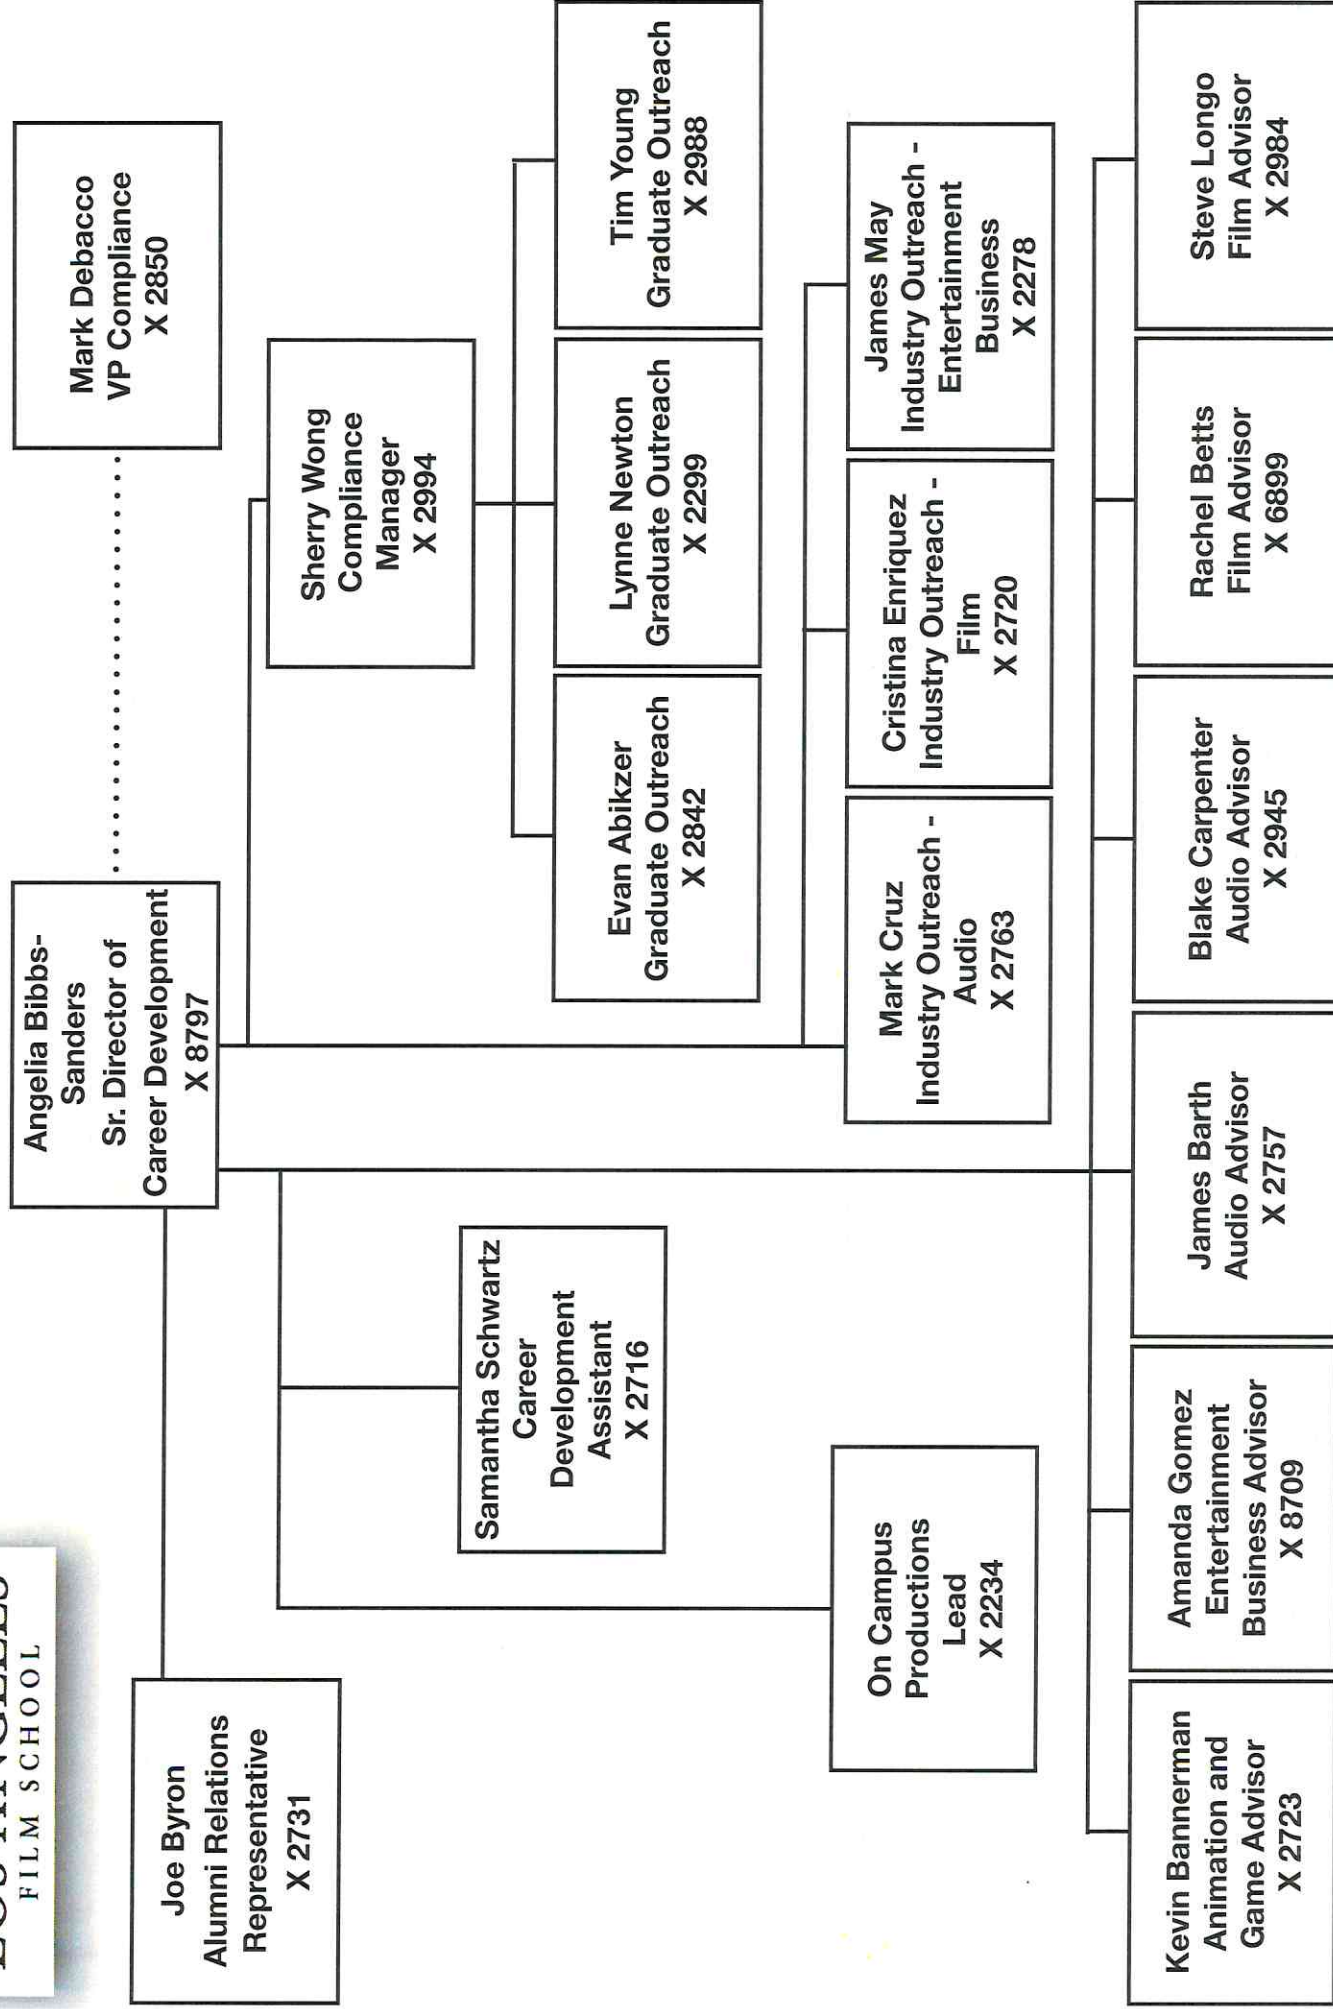 LOS ANGELES
FILM SCHOOL
Angelia Bibbs-
Sanders
Sr. Director of
Career Development
X 8797
Mark Debacco
VP Compliance
X 2850
Joe Byron
Alumni Relations
Representative
X 2731
Sherry Wong
Compliance
Manager
X 2994
Samantha Schwartz
Career
Development
Assistant
X 2716
Evan Abikzer
Graduate Outreach
X 2842
Lynne Newton
Graduate Outreach
X 2299
Tim Young
Graduate Outreach
X 2988
On Campus
Productions
Lead
X 2234
Mark Cruz
Industry Outreach -
Audio
X 2763
Cristina Enriquez
Industry Outreach -
Film
X 2720
James May
Industry Outreach -
Entertainment
Business
X 2278
Kevin Bannerman
Animation and
Game Advisor
X 2723
Amanda Gomez
Entertainment
Business Advisor
X 8709
James Barth
Audio Advisor
X 2757
Blake Carpenter
Audio Advisor
X 2945
Rachel Betts
Film Advisor
X 6899
Steve Longo
Film Advisor
X 2984